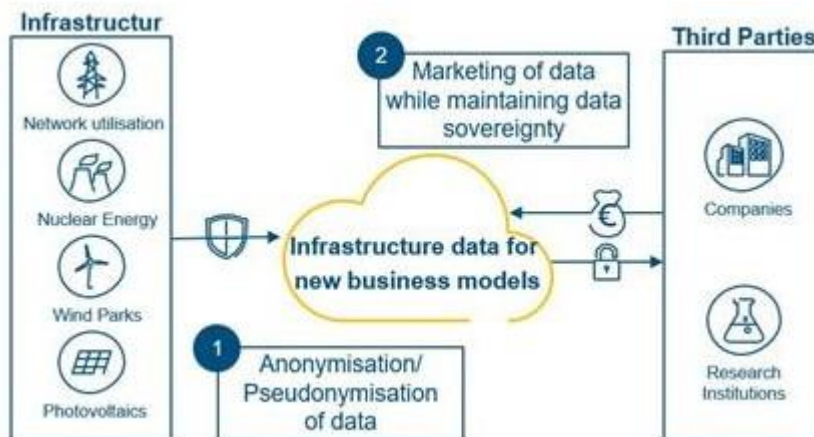 Infrastructur
Network utilisation
Nuclear Energy
Wind Parks
Photovoltaics
2
Marketing of data
while maintaining data
sovereignty
Infrastructure data for
new business models
€
1
Anonymisation/
Pseudonymisation
of data
Third Parties
Companies
Research
Institutions